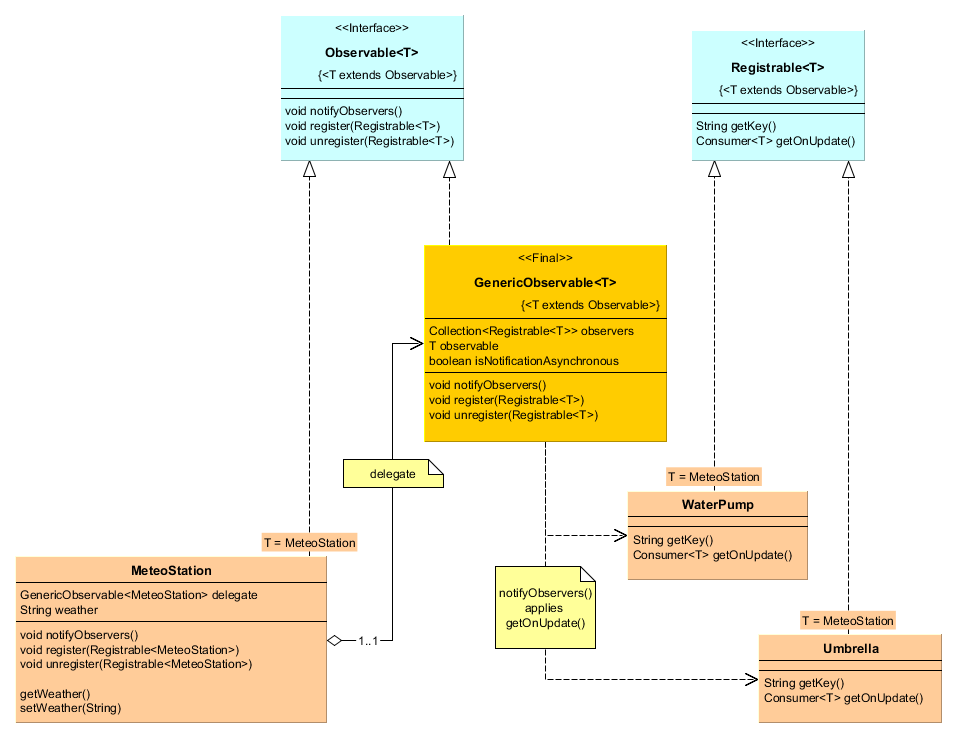 <<Interface>>
Observable<T>
{<T extends Observable>}
void notifyObservers()
void register(Registrable<T>)
void unregister(Registrable<T>)
<<Interface>>
Registrable<T>
{<T extends Observable>}
String getKey()
Consumer<T> getOnUpdate()
<<Final>>
GenericObservable<T>
{<T extends Observable>}
Collection<Registrable<T>> observers
T observable
boolean isNotificationAsynchronous
void notifyObservers()
void register(Registrable<T>)
void unregister(Registrable<T>)
delegate
T = MeteoStation
WaterPump
String getKey()
Consumer<T> getOnUpdate()
T = MeteoStation
MeteoStation
GenericObservable<MeteoStation> delegate
String weather
void notifyObservers()
void register(Registrable<MeteoStation>)
void unregister(Registrable<MeteoStation>)
getWeather()
setWeather(String)
1..1
notifyObservers()
applies
getOnUpdate()
T = MeteoStation
Umbrella
String getKey()
Consumer<T> getOnUpdate()